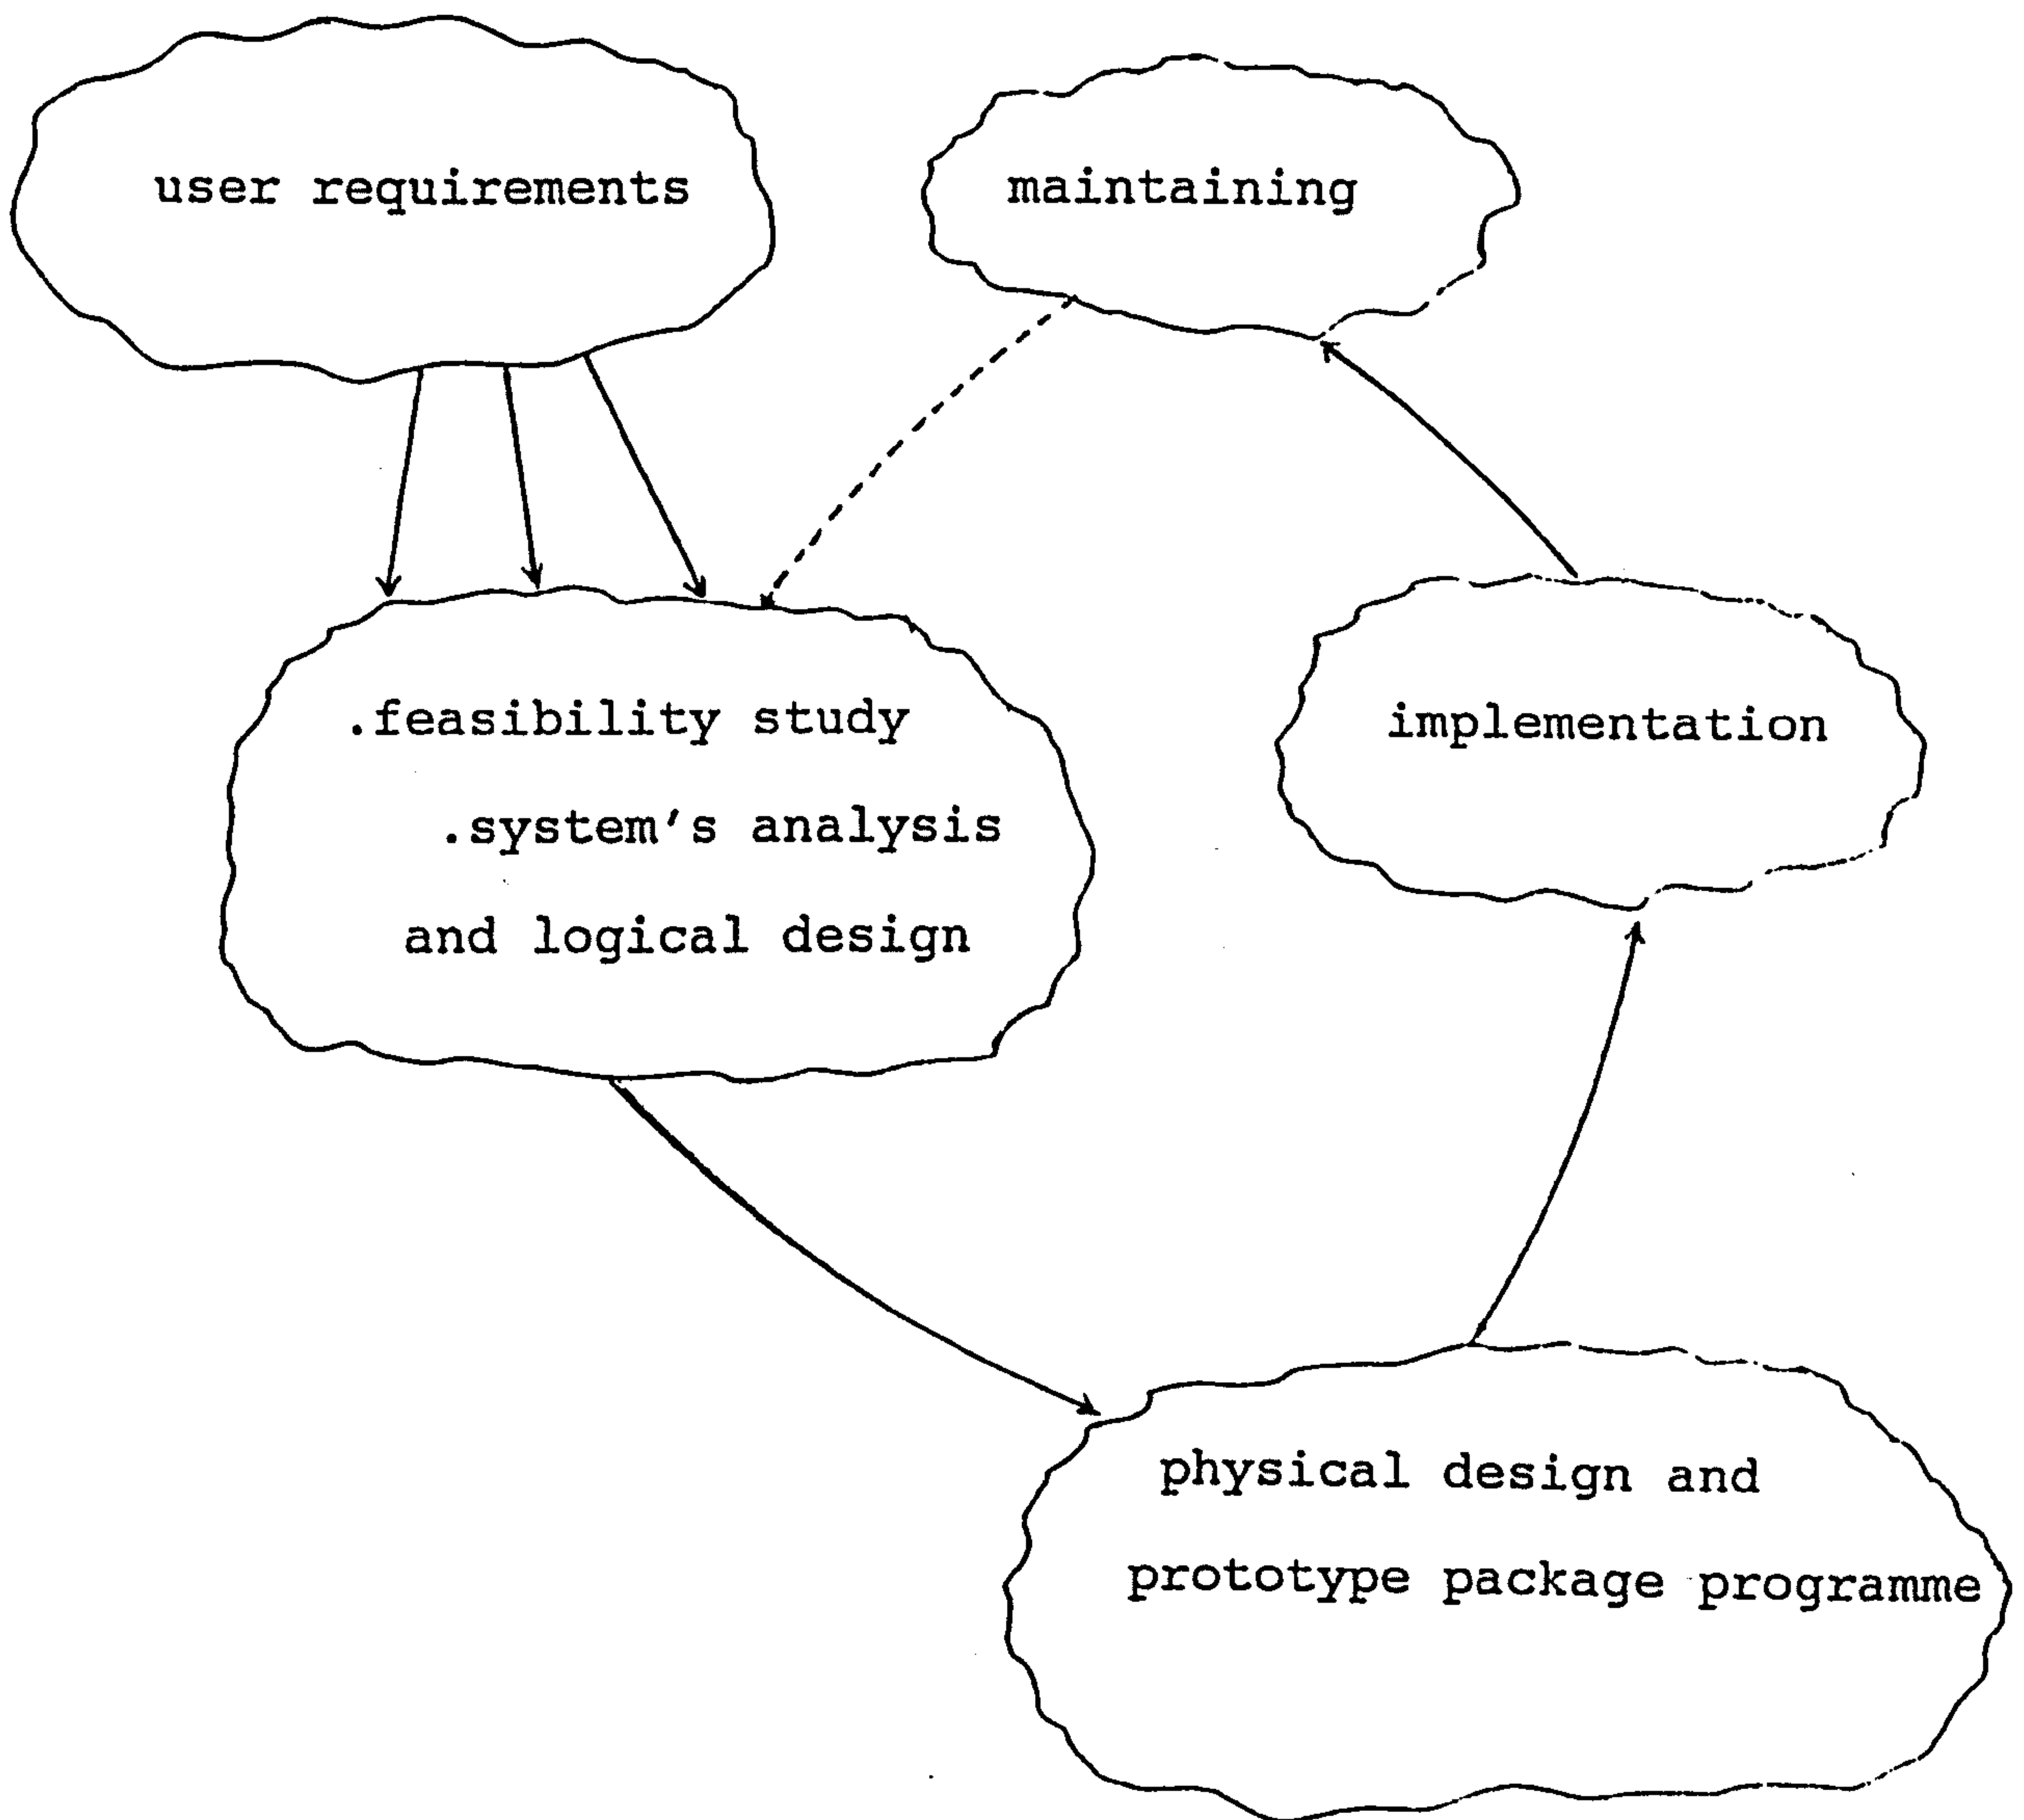 user requirements
maintaining
.feasibility study
.system's analysis
and logical design
implementation
physical design and
prototype package programme